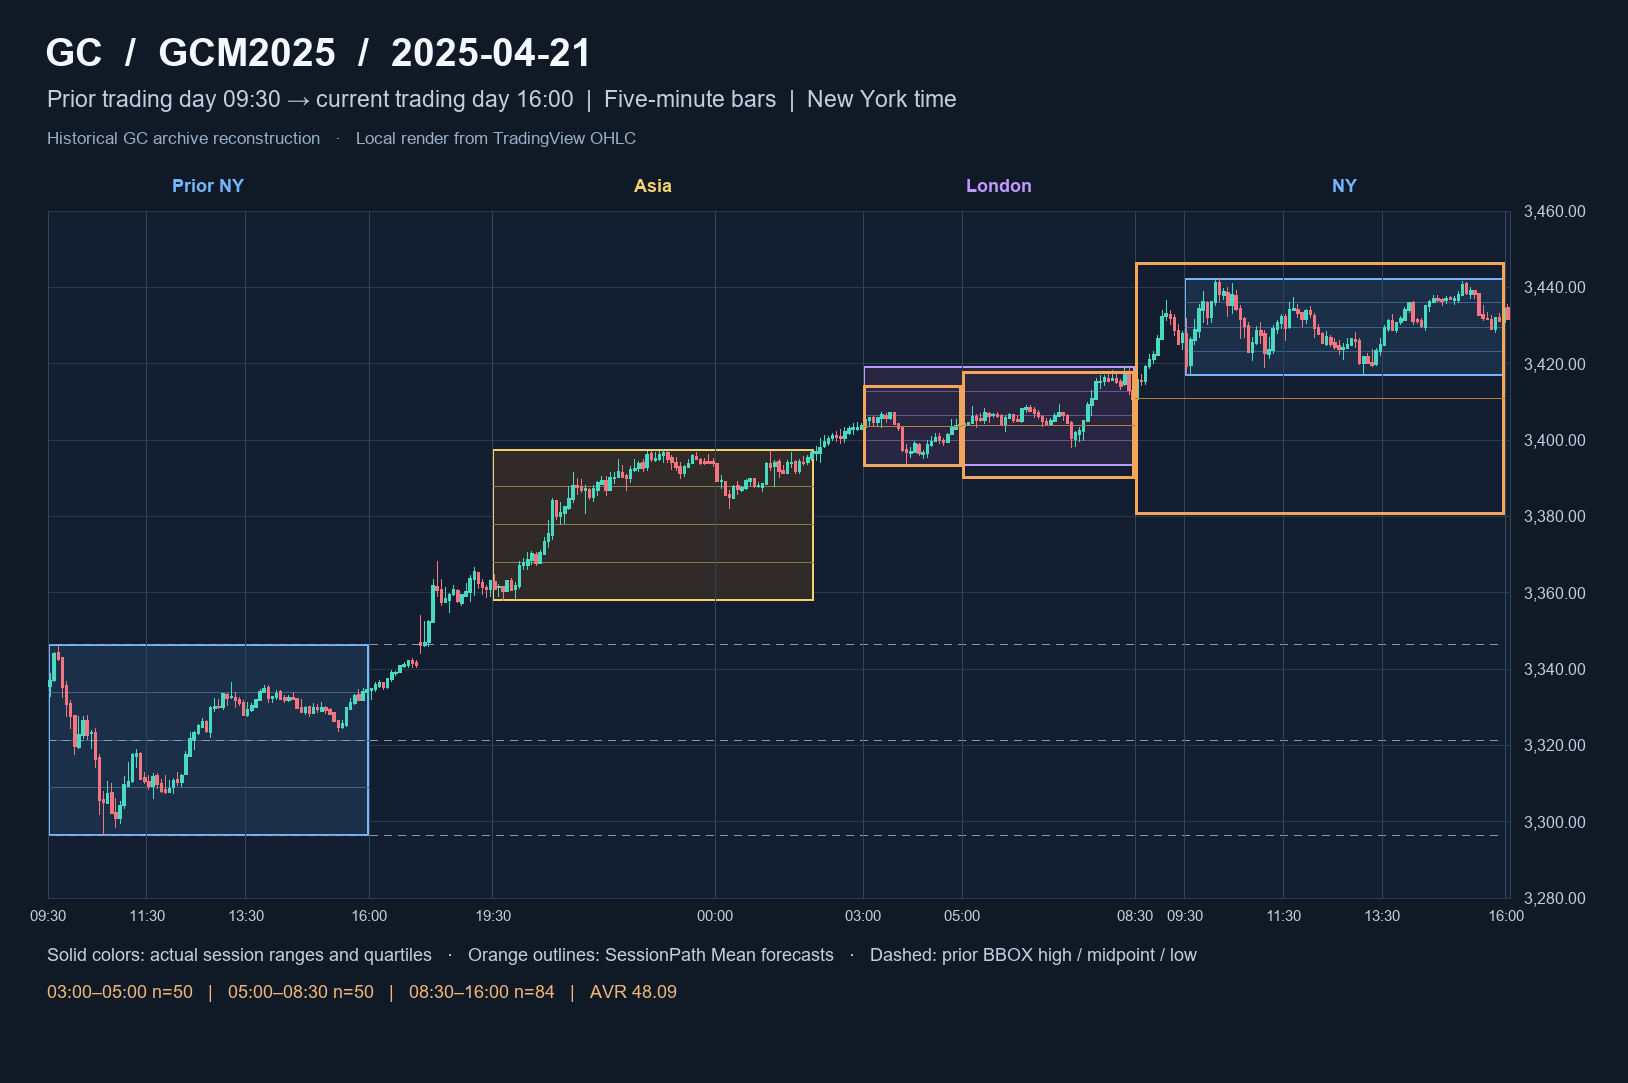 GC / GCM2025 / 2025-04-21
Prior trading day 09:30 → current trading day 16:00 | Five-minute bars | New York time
Historical GC archive reconstruction · Local render from TradingView OHLC
Prior NY Asia London NY
3,460.00
3,440.00
3,420.00
3,400.00
3,380.00
3,360.00
3,340.00
3,320.00
3,300.00
3,280.00
09:30 11:30 13:30 16:00 19:30 00:00 03:00 05:00 08:30 09:30 11:30 13:30 16:00
Solid colors: actual session ranges and quartiles · Orange outlines: SessionPath Mean forecasts · Dashed: prior BBOX high / midpoint / low
03:00–05:00 n=50 | 05:00–08:30 n=50 | 08:30–16:00 n=84 | AVR 48.09